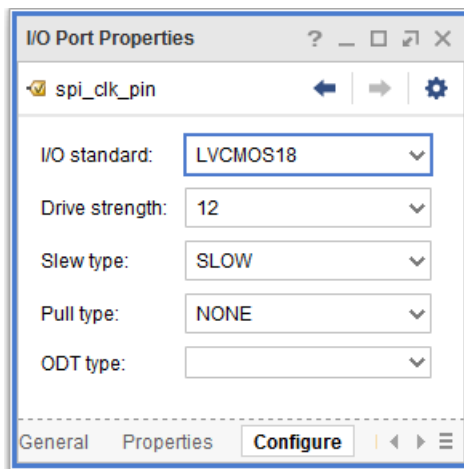 I/O Port Properties
spi_clk_pin
I/O standard: LVCMOS18
Drive strength: 12
Slew type: SLOW
Pull type: NONE
ODT type:
General Properties Configure